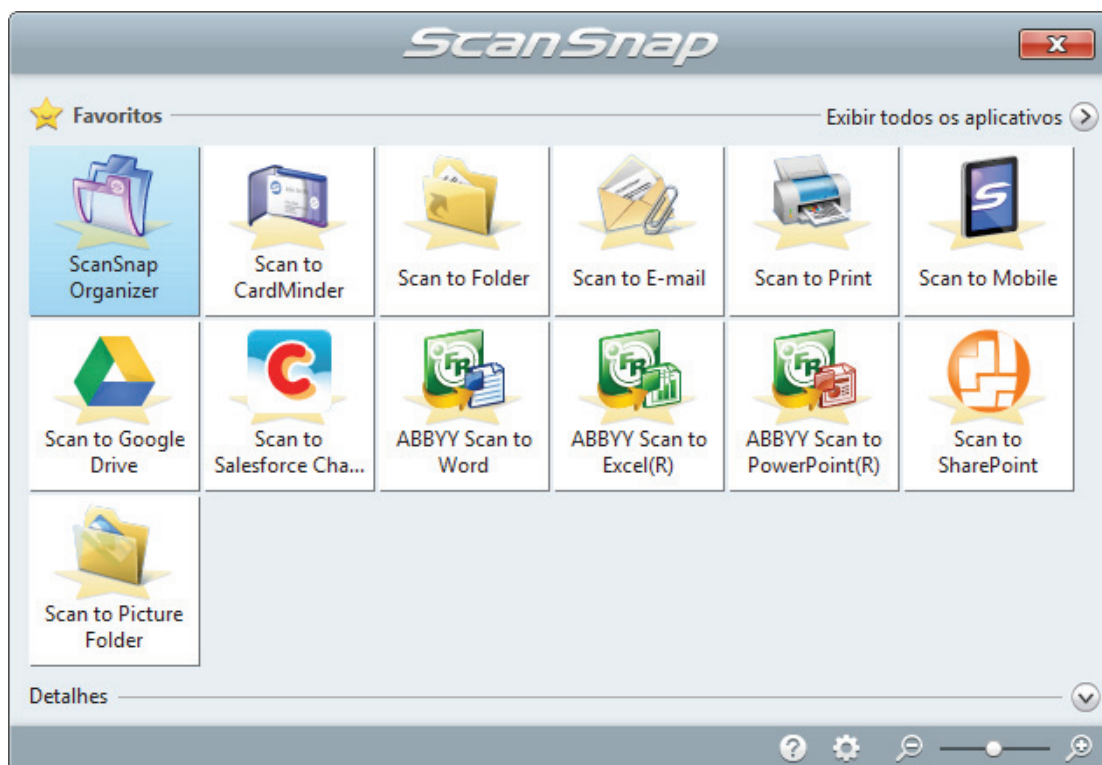 ScanSnap
Favoritos
Exibir todos os aplicativos
ScanSnap
Organizer
Scan to
CardMinder
Scan to Folder
Scan to E-mail
Scan to Print
Scan to Mobile
Scan to Google
Drive
Scan to
Salesforce Cha...
ABBYY Scan to
Word
ABBYY Scan to
Excel(R)
ABBYY Scan to
PowerPoint(R)
Scan to
SharePoint
Scan to Picture
Folder
Detalhes